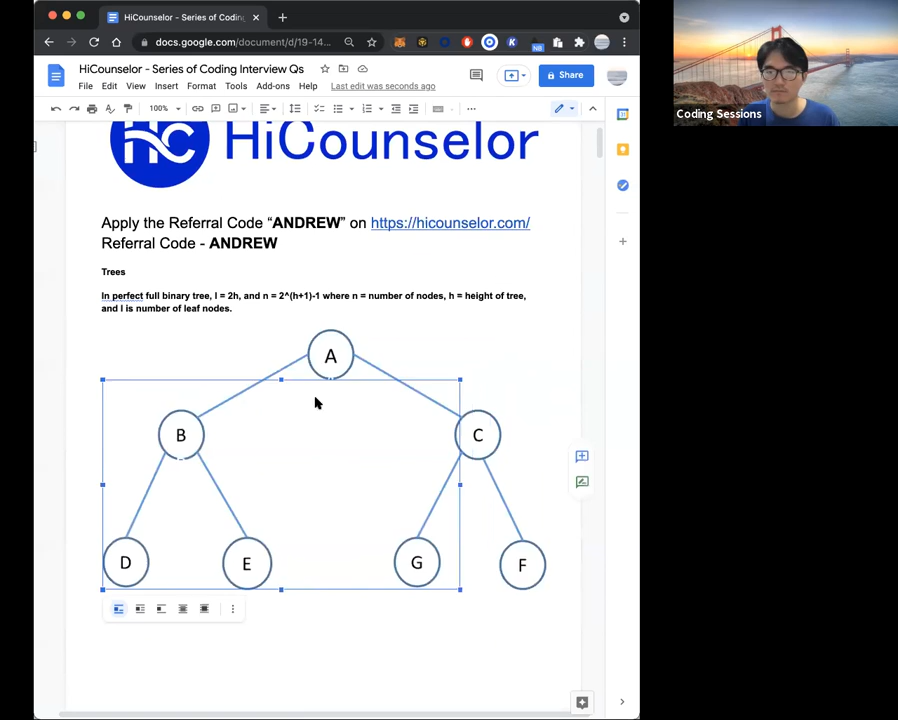 HiCounselor - Series of Coding
docs.google.com/document/d/19-14...
NB
HiCounselor - Series of Coding Interview Qs
File Edit View Insert Format Tools Add-ons Help Last edit was seconds ago
Share
100%
HC HiCounselor
Apply the Referral Code “ANDREW” on https://hicounselor.com/
Referral Code - ANDREW
Trees
In perfect full binary tree, l = 2h, and n = 2^(h+1)-1 where n = number of nodes, h = height of tree,
and l is number of leaf nodes.
A
B C
D E G F
Coding Sessions